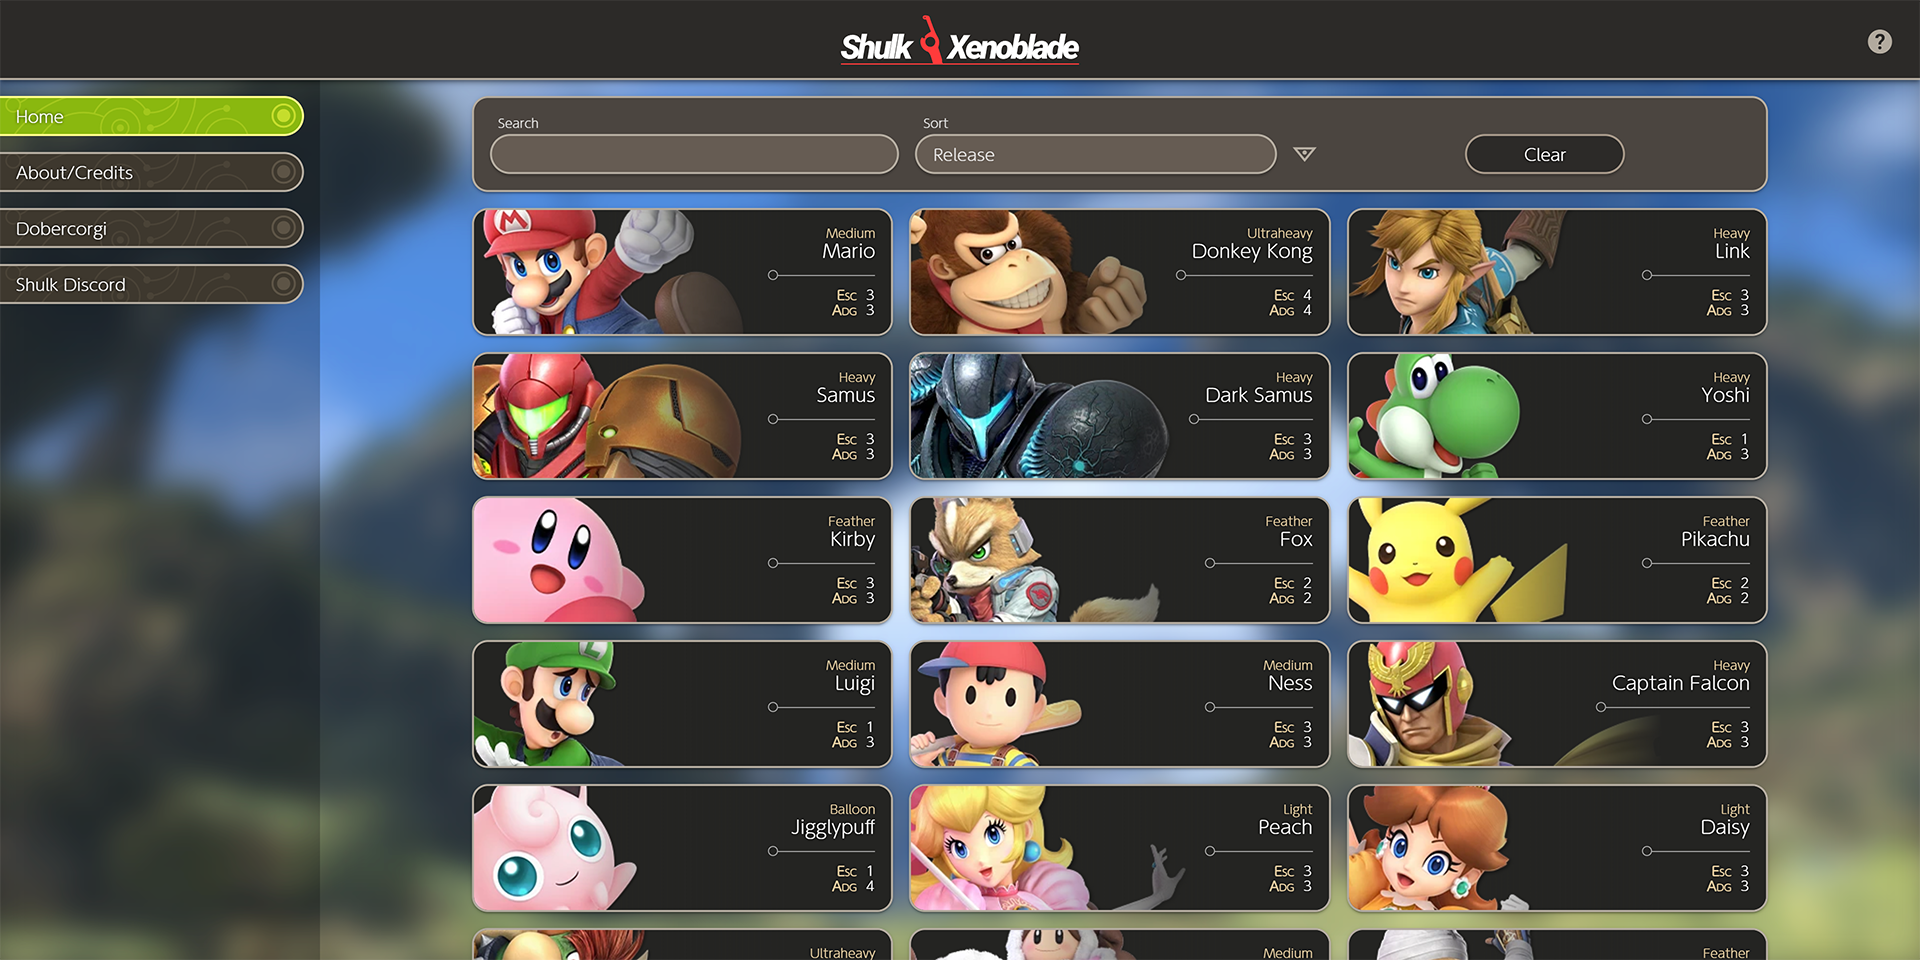 Shulk Xenoblade
?
Home
About/Credits
Dobercorgi
Shulk Discord
Search
Sort
Release
Clear
Medium
Mario
Esc 3
ADG 3
Ultraheavy
Donkey Kong
Esc 4
ADG 4
Heavy
Link
Esc 3
ADG 3
Heavy
Samus
Esc 3
ADG 3
Heavy
Dark Samus
Esc 3
ADG 3
Heavy
Yoshi
Esc 1
ADG 3
Feather
Kirby
Esc 3
ADG 3
Feather
Fox
Esc 2
ADG 2
Feather
Pikachu
Esc 2
ADG 2
Medium
Luigi
Esc 1
ADG 3
Medium
Ness
Esc 3
ADG 3
Heavy
Captain Falcon
Esc 3
ADG 3
Balloon
Jigglypuff
Esc 1
ADG 4
Light
Peach
Esc 3
ADG 3
Light
Daisy
Esc 3
ADG 3
Ultraheavy
Medium
Feather